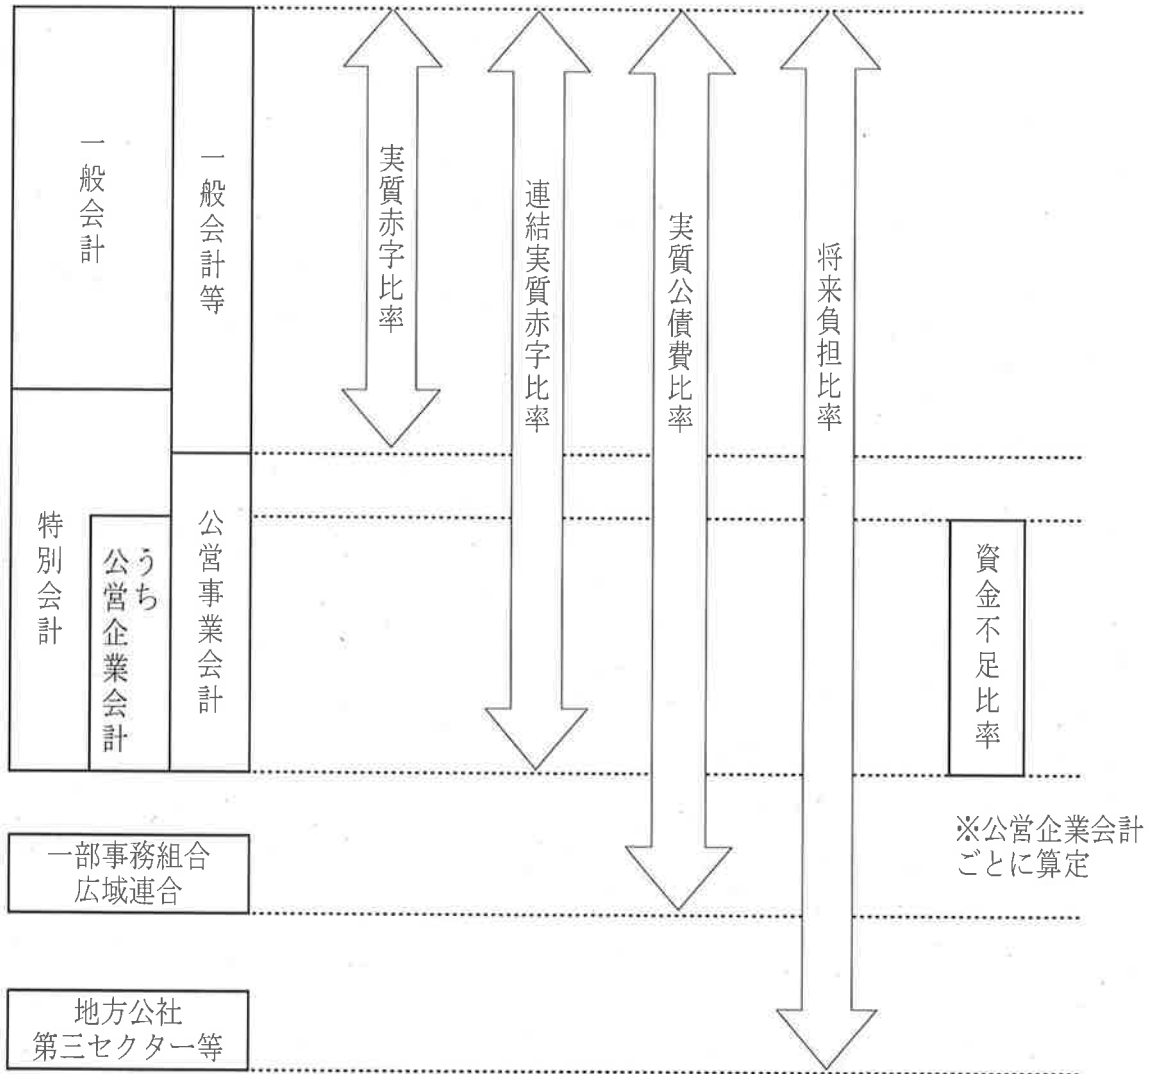 一般会計
一般会計等
実質赤字比率
連結実質赤字比率
実質公債費比率
将来負担比率
特別会計
うち
公営企業会計
公営事業会計
資金不足比率
※公営企業会計
ごとに算定
一部事務組合
広域連合
地方公社
第三セクター等